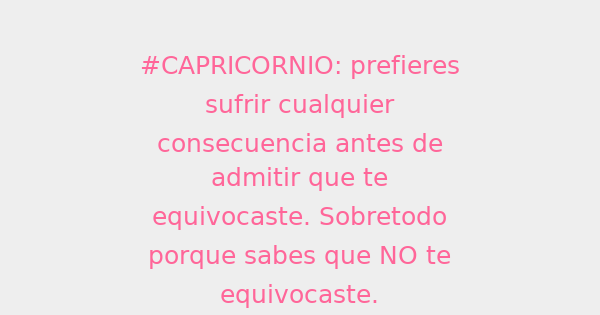 #CAPRICORNIO: prefieres
sufrir cualquier
consecuencia antes de
admitir que te
equivocaste. Sobretodo
porque sabes que NO te
equivocaste.